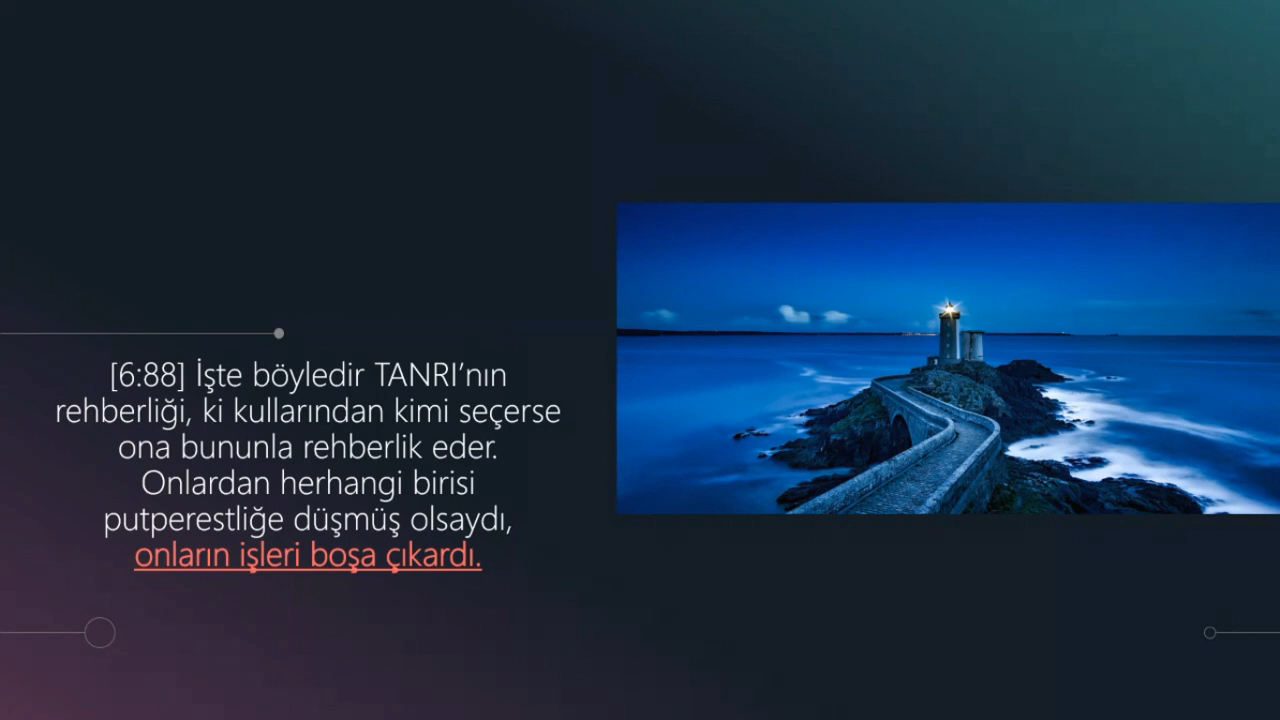 [6:88] İşte böyledir TANRI’nın
rehberliği, ki kullarından kimi seçerse
ona bununla rehberlik eder.
Onlardan herhangi birisi
putperestliğe düşmüş olsaydı,
onların işleri boşa çıkardı.